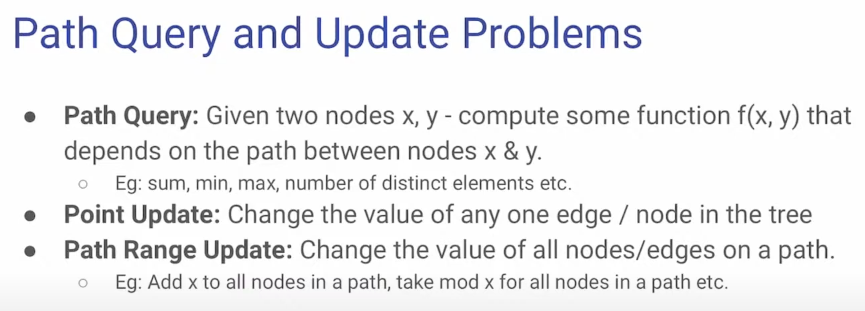 Path Query and Update Problems
● Path Query: Given two nodes x, y - compute some function f(x, y) that
depends on the path between nodes x & y.
○ Eg: sum, min, max, number of distinct elements etc.
● Point Update: Change the value of any one edge / node in the tree
● Path Range Update: Change the value of all nodes/edges on a path.
○ Eg: Add x to all nodes in a path, take mod x for all nodes in a path etc.